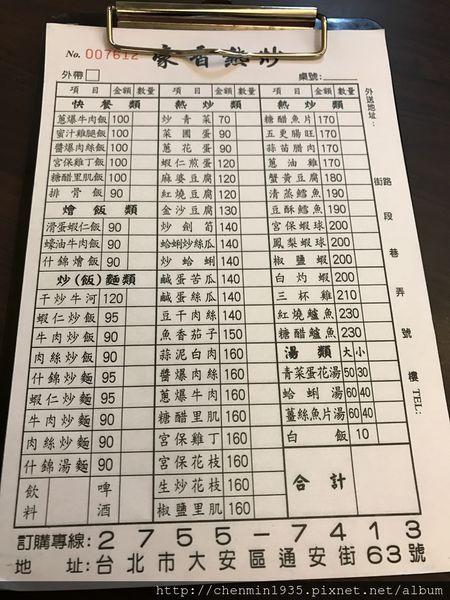 No. 007612 豪香熱炒
外帶 桌號:
項目 金額 數量
快餐類
蔥爆牛肉飯 100
蜜汁雞腿飯 100
醬爆肉絲飯 100
宮保雞丁飯 100
糖醋里肌飯 100
排骨飯 90
燴飯類
滑蛋蝦仁飯 90
蠔油牛肉飯 90
什錦燴飯 90
炒(飯)麵類
干炒牛河 120
蝦仁炒飯 95
牛肉炒飯 90
肉絲炒飯 90
什錦炒麵 95
蝦仁炒麵 95
牛肉炒麵 90
肉絲炒麵 90
什錦湯麵 90
飲料 啤酒
項目 金額 數量
熱炒類
炒青菜 70
菜圃蛋 90
蔥花蛋 90
蝦仁煎蛋 120
麻婆豆腐 120
紅燒豆腐 120
金沙豆腐 130
炒劍筍 140
蛤蜊炒絲瓜 140
炒蛤蜊 140
鹹蛋苦瓜 140
鹹蛋絲瓜 140
豆干肉絲 140
魚香茄子 150
蒜泥白肉 160
醬爆肉絲 160
蔥爆牛肉 160
糖醋里肌 160
宮保雞丁 160
宮保花枝 160
生炒花枝 160
椒鹽里肌 160
項目 金額 數量
熱炒類
糖醋魚片 170
五更腸旺 170
蒜苗腊肉 170
蔥油雞 170
蟹黃豆腐 180
清蒸鱈魚 190
豆酥鱈魚 190
宮保蝦球 200
鳳梨蝦球 200
椒鹽蝦 200
白灼蝦 200
三杯雞 210
紅燒鱸魚 230
糖醋鱸魚 230
湯類 大 小
青菜蛋花湯 50 30
蛤蜊湯 60 40
薑絲魚片湯 60 40
白飯 10
合計
外送地址: 街路 段 巷 弄 號 樓 TEL:
訂購專線:2755-7413
地址:台北市大安區通安街63號
http://chenmin1935.pixnet.net/album